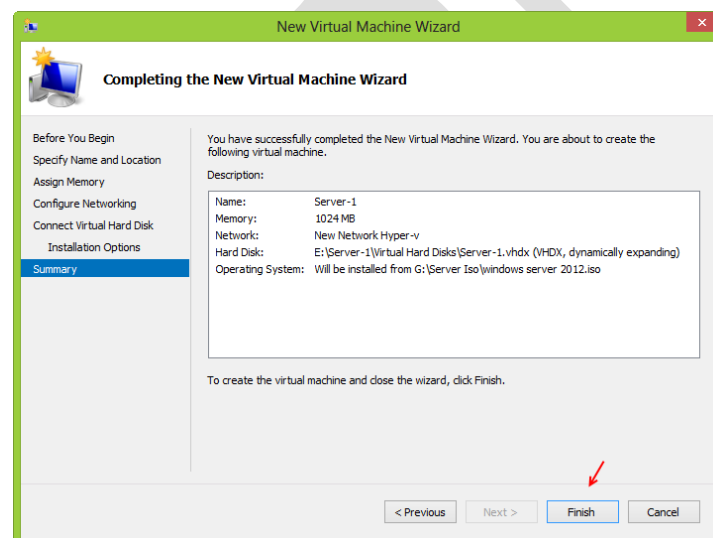 New Virtual Machine Wizard
Completing the New Virtual Machine Wizard
Before You Begin
Specify Name and Location
Assign Memory
Configure Networking
Connect Virtual Hard Disk
Installation Options
Summary
You have successfully completed the New Virtual Machine Wizard. You are about to create the
following virtual machine.
Description:
Name: Server-1
Memory: 1024 MB
Network: New Network Hyper-v
Hard Disk: E:\Server-1\Virtual Hard Disks\Server-1.vhdx (VHDX, dynamically expanding)
Operating System: Will be installed from G:\Server Iso\windows server 2012.iso
To create the virtual machine and close the wizard, click Finish.
< Previous Next > Finish Cancel